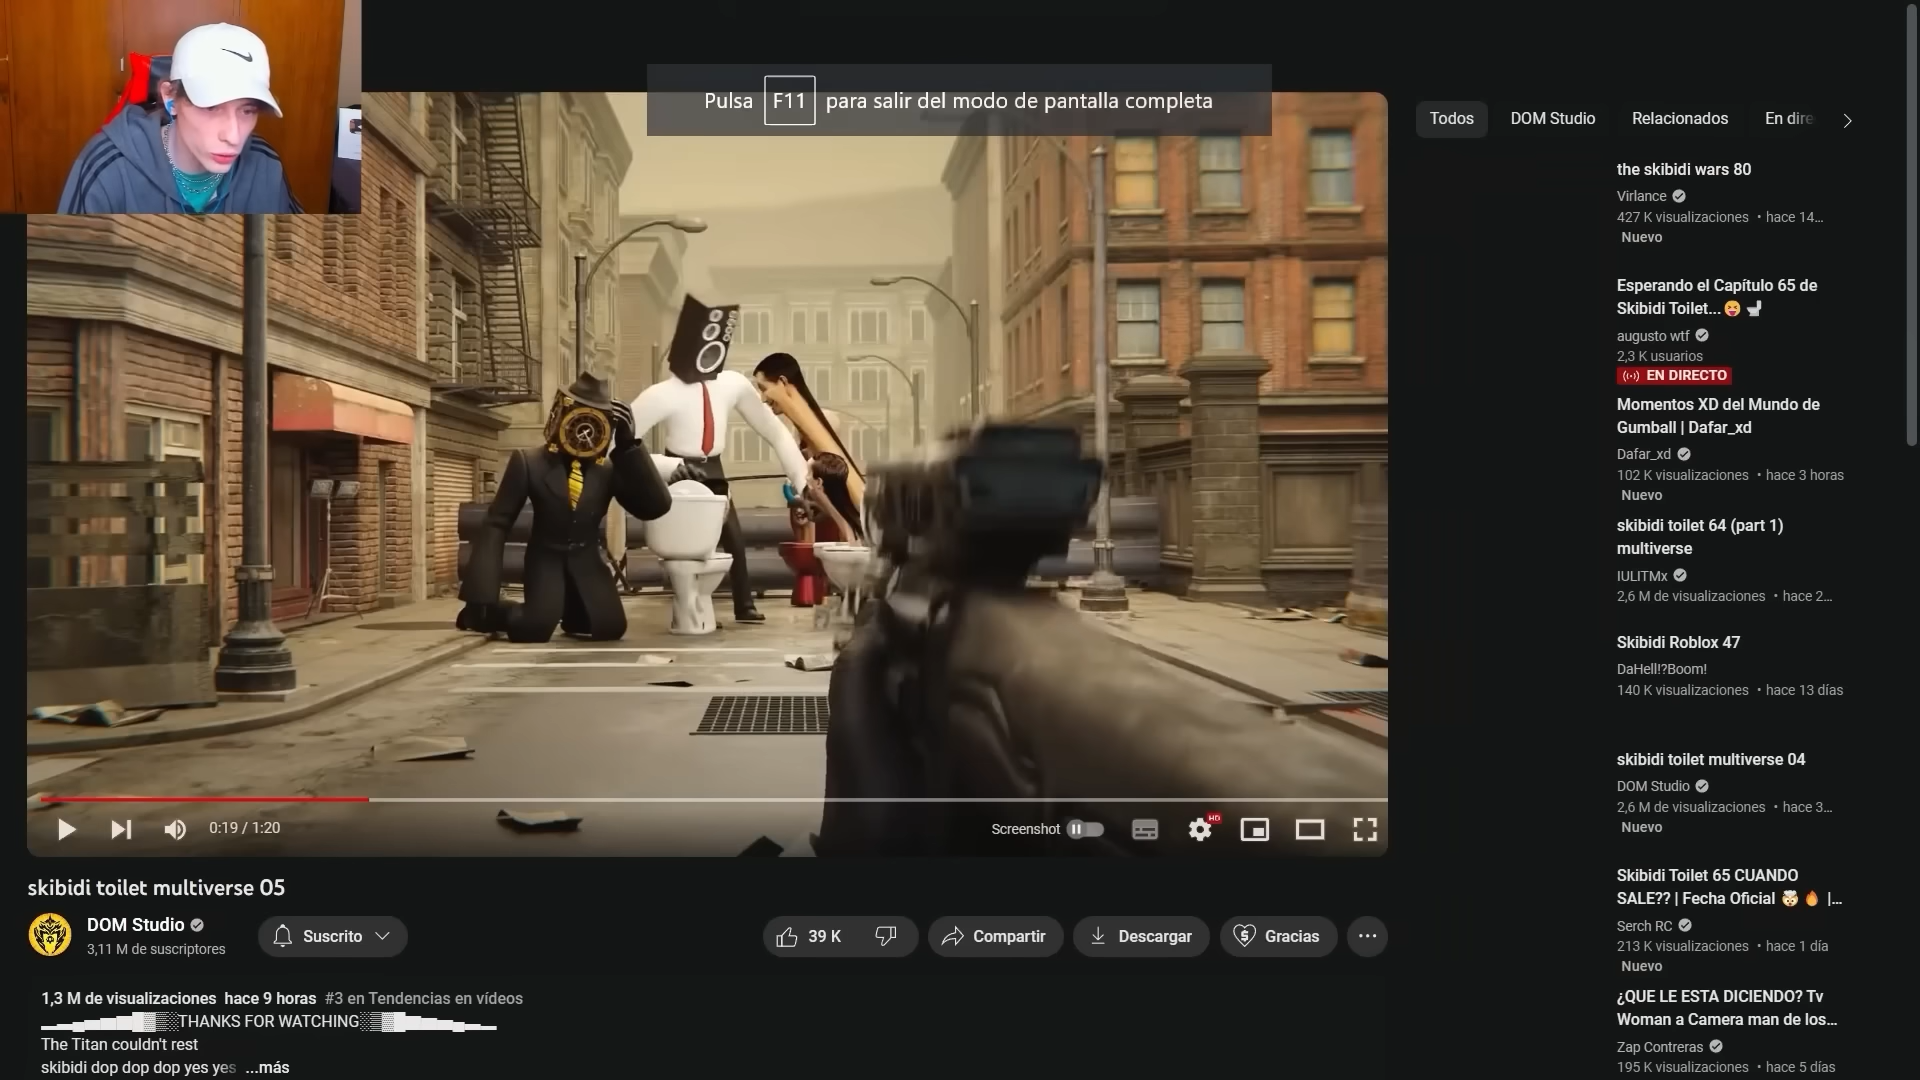 Pulsa F11 para salir del modo de pantalla completa
0:19 / 1:20
Screenshot
HD
skibidi toilet multiverse 05
DOM Studio
3,11 M de suscriptores
Suscrito
39 K
Compartir
Descargar
Gracias
1,3 M de visualizaciones hace 9 horas #3 en Tendencias en vídeos
THANKS FOR WATCHING
The Titan couldn't rest
skibidi dop dop dop yes yes ...más
Todos
DOM Studio
Relacionados
En dire
the skibidi wars 80
Virlance
427 K visualizaciones • hace 14...
Nuevo
Esperando el Capítulo 65 de
Skibidi Toilet...😝🚽
augusto wtf
2,3 K usuarios
EN DIRECTO
Momentos XD del Mundo de
Gumball | Dafar_xd
Dafar_xd
102 K visualizaciones • hace 3 horas
Nuevo
skibidi toilet 64 (part 1)
multiverse
IULITMx
2,6 M de visualizaciones • hace 2...
Skibidi Roblox 47
DaHell!?Boom!
140 K visualizaciones • hace 13 días
skibidi toilet multiverse 04
DOM Studio
2,6 M de visualizaciones • hace 3...
Nuevo
Skibidi Toilet 65 CUANDO
SALE?? | Fecha Oficial 🤯🔥 |...
Serch RC
213 K visualizaciones • hace 1 día
Nuevo
¿QUE LE ESTA DICIENDO? Tv
Woman a Camera man de los...
Zap Contreras
195 K visualizaciones • hace 5 días